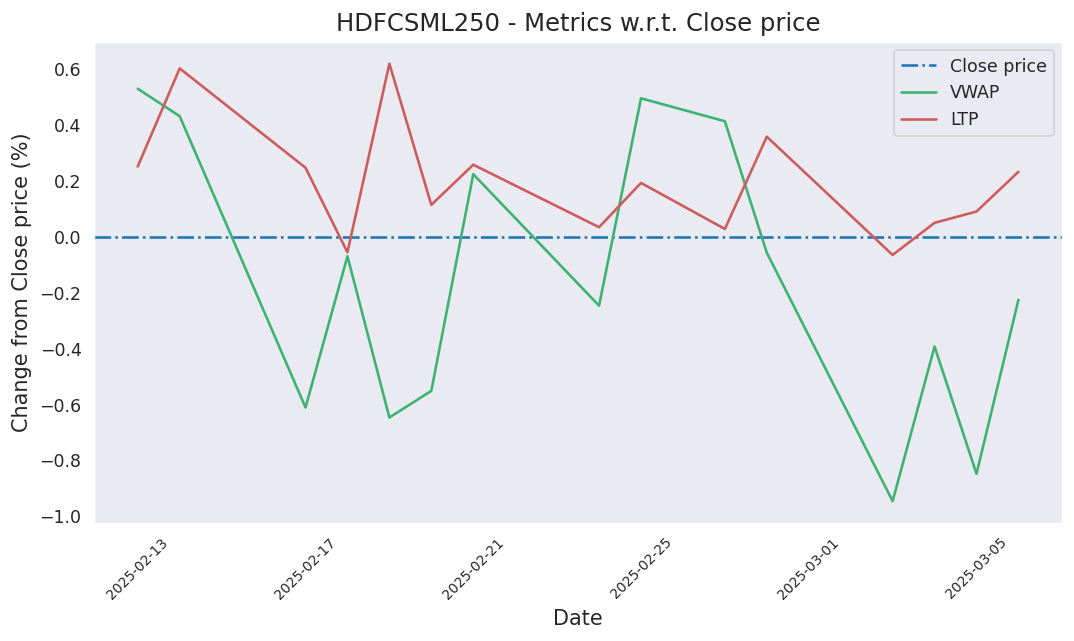 HDFCSML250 - Metrics w.r.t. Close price
Close price
VWAP
LTP
Change from Close price (%)
0.6
0.4
0.2
0.0
−0.2
−0.4
−0.6
−0.8
−1.0
2025-02-13
2025-02-17
2025-02-21
2025-02-25
2025-03-01
2025-03-05
Date